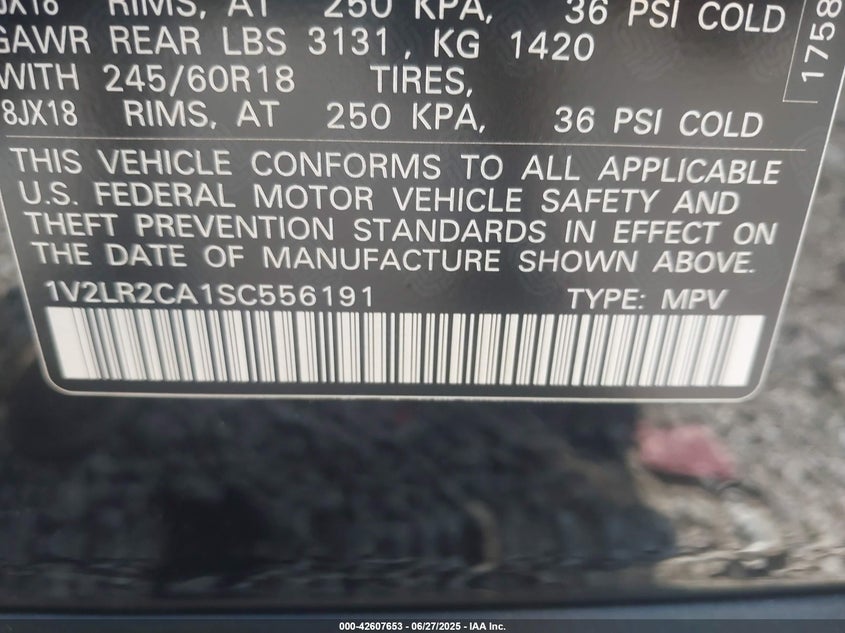 8JX18 RIMS, AT 250 KPA, 36 PSI COLD
GAWR REAR LBS 3131, KG 1420
WITH 245/60R18 TIRES,
8JX18 RIMS, AT 250 KPA, 36 PSI COLD
1758
THIS VEHICLE CONFORMS TO ALL APPLICABLE
U.S. FEDERAL MOTOR VEHICLE SAFETY AND
THEFT PREVENTION STANDARDS IN EFFECT ON
THE DATE OF MANUFACTURE SHOWN ABOVE.
1V2LR2CA1SC556191 TYPE: MPV
000-42607653 | 06/27/2025 - IAA Inc.